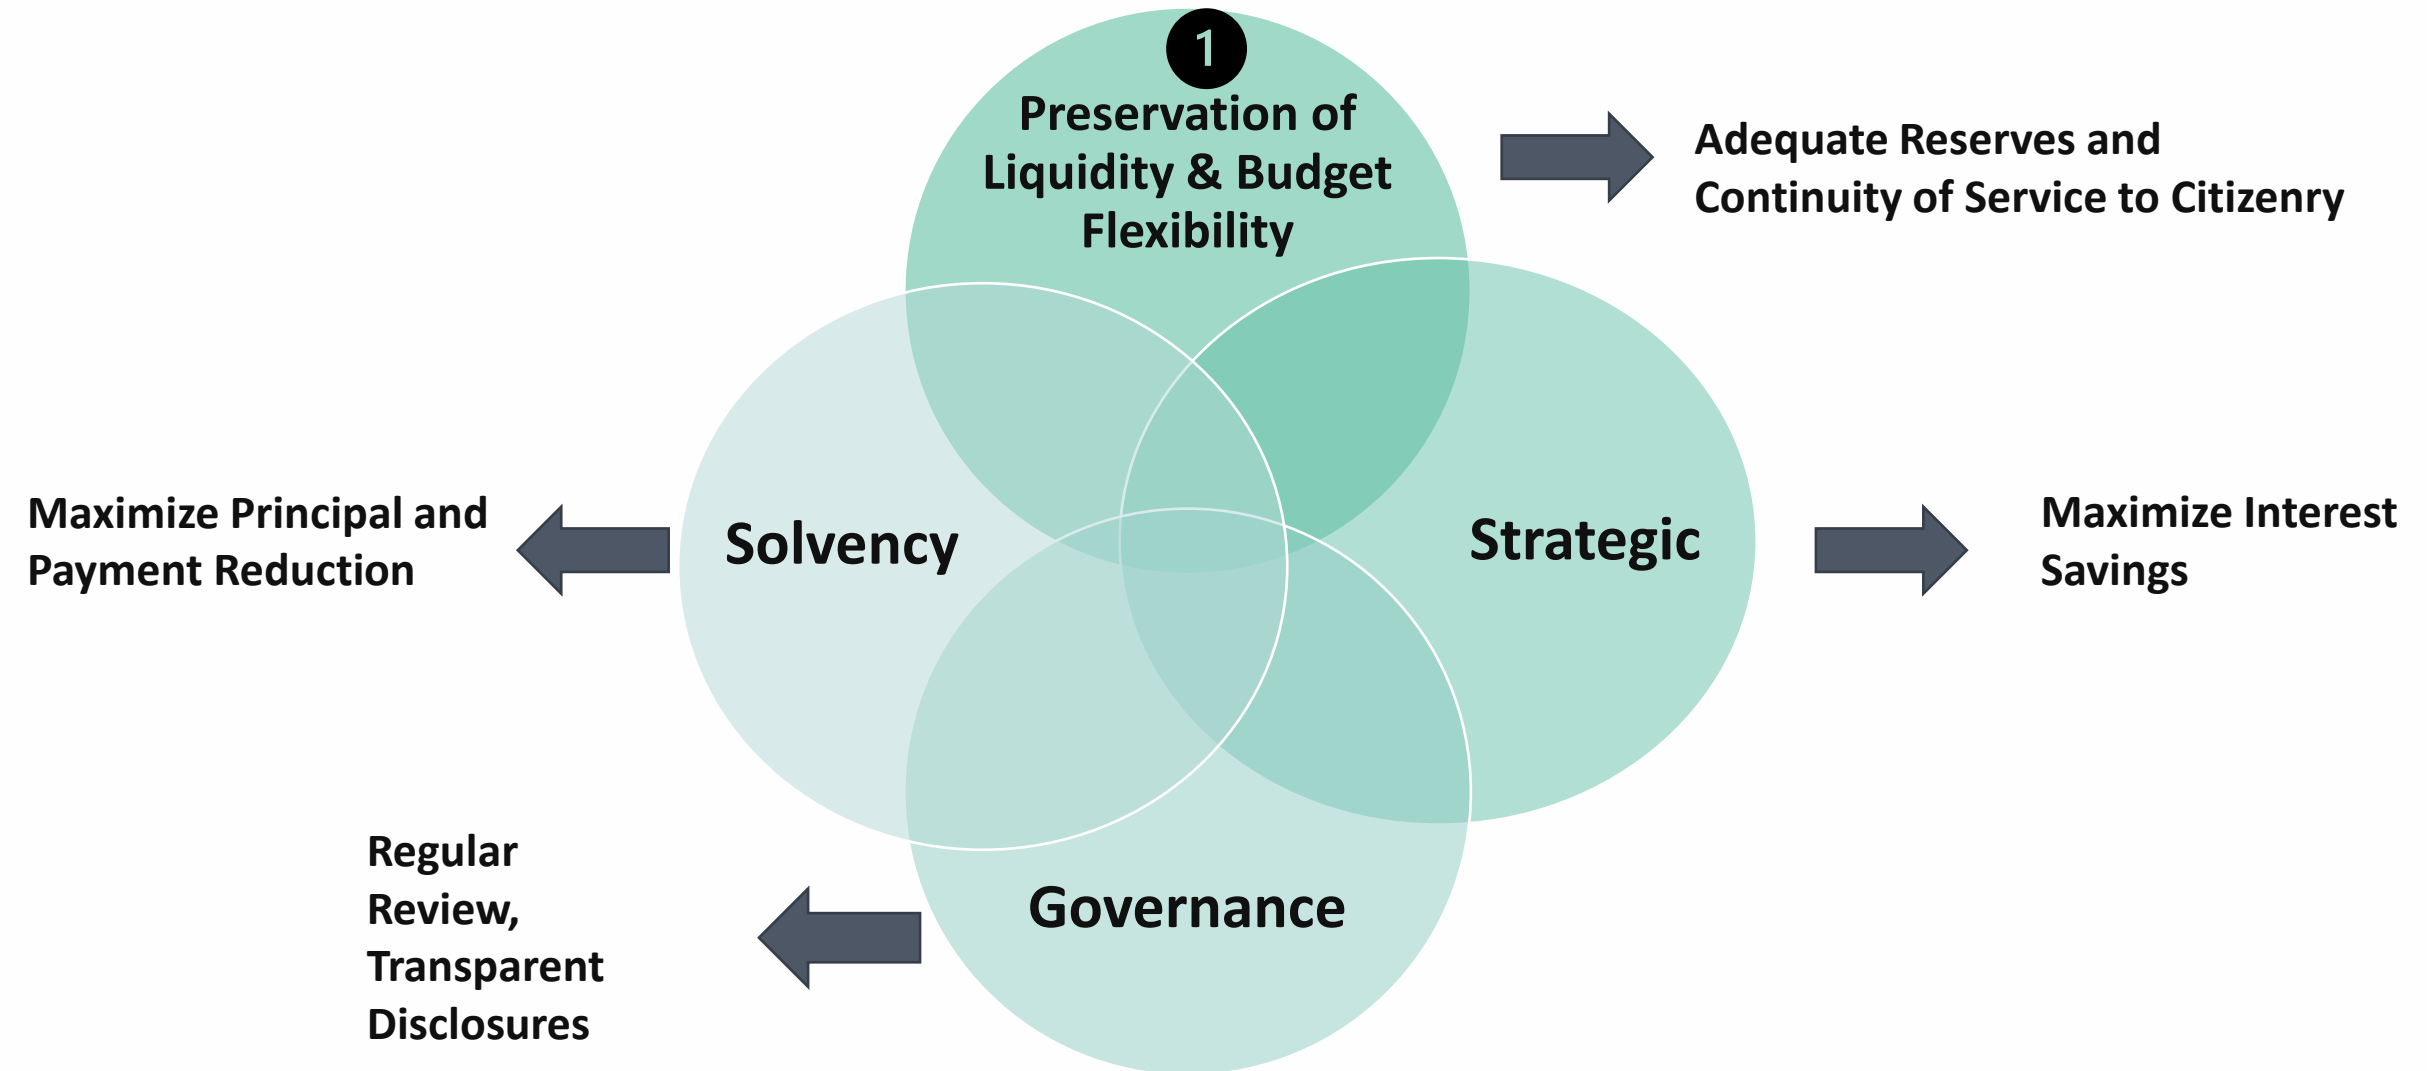 1
Preservation of
Liquidity & Budget
Flexibility
Adequate Reserves and
Continuity of Service to Citizenry
Maximize Principal and
Payment Reduction
Solvency
Strategic
Maximize Interest
Savings
Regular
Review,
Transparent
Disclosures
Governance